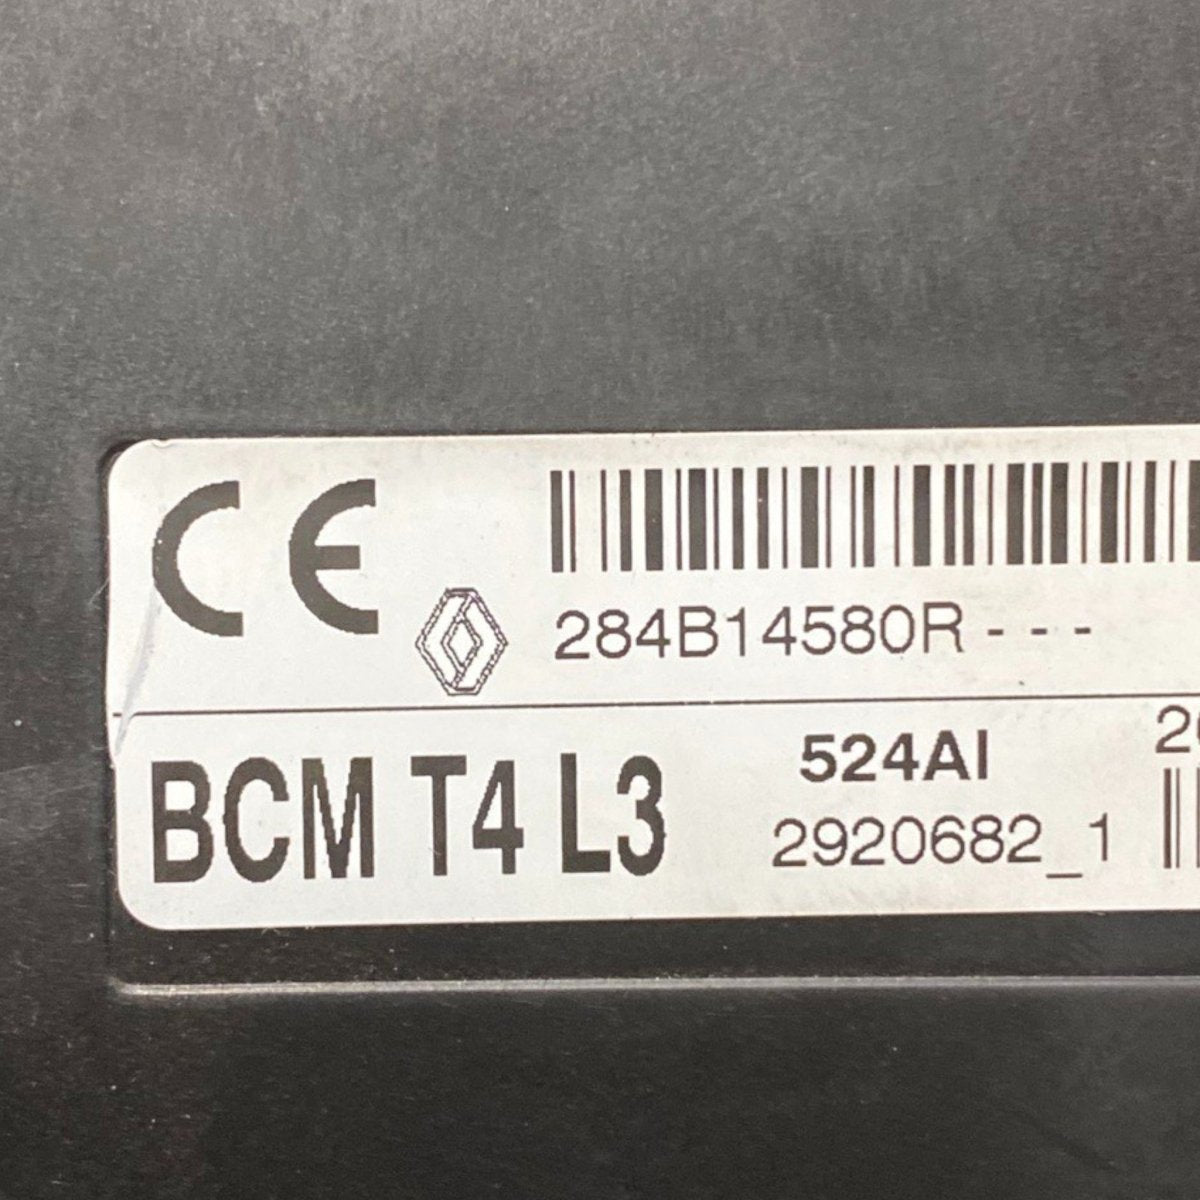 CE
284B14580R - - -
BCM T4 L3
524AI
2920682_1